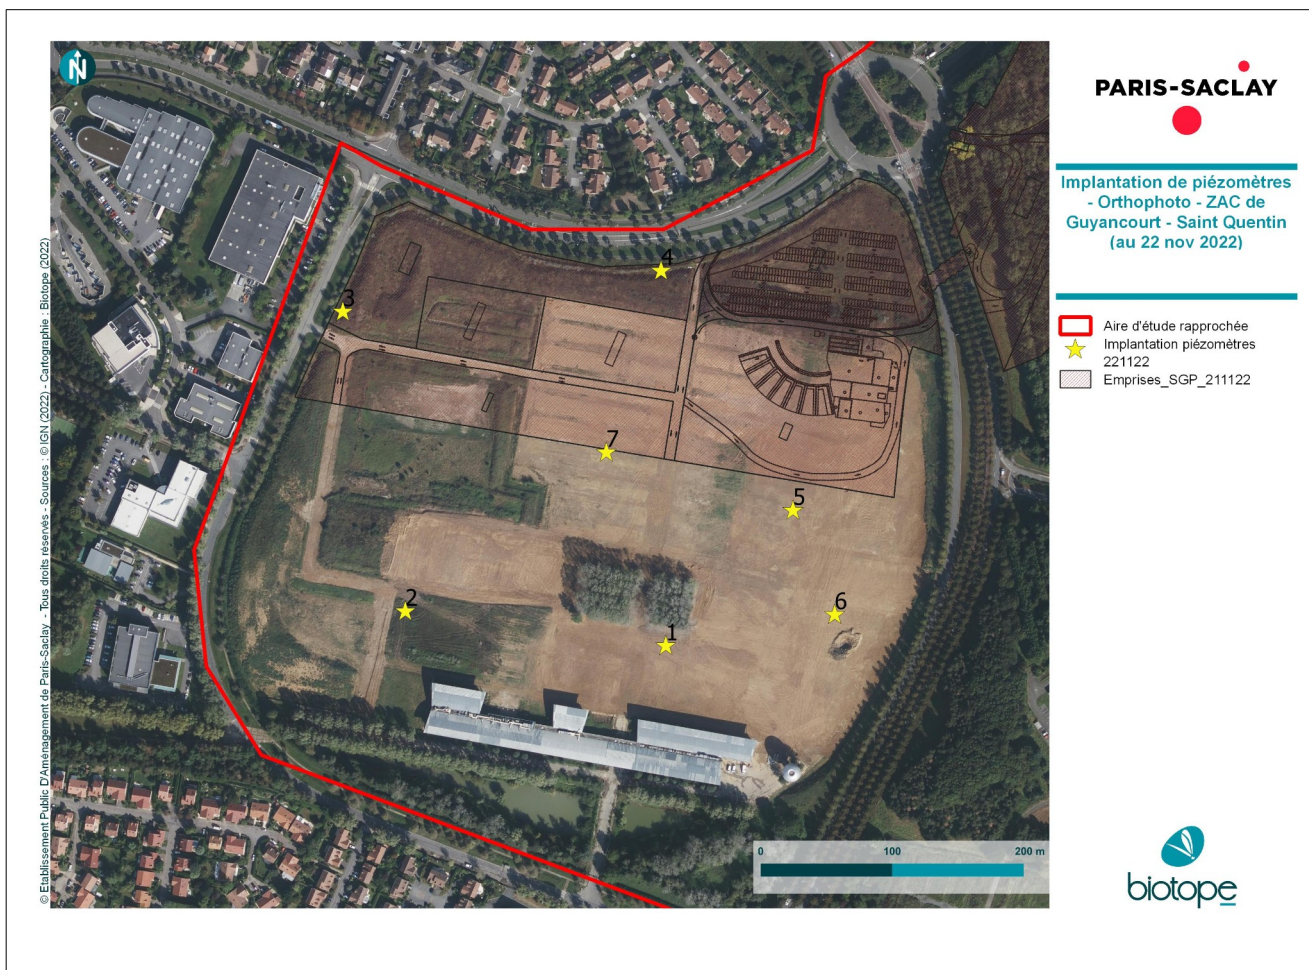 N
PARIS-SACLAY
Implantation de piézomètres
- Orthophoto - ZAC de
Guyancourt - Saint Quentin
(au 22 nov 2022)
Aire d'étude rapprochée
Implantation piézomètres
221122
Emprises_SGP_211122
4
3
7
5
2
6
1
0 100 200 m
© Etablissement Public D'Aménagement de Paris-Saclay - Tous droits réservés - Sources : © IGN (2022) - Cartographie : Biotope (2022)
biotope